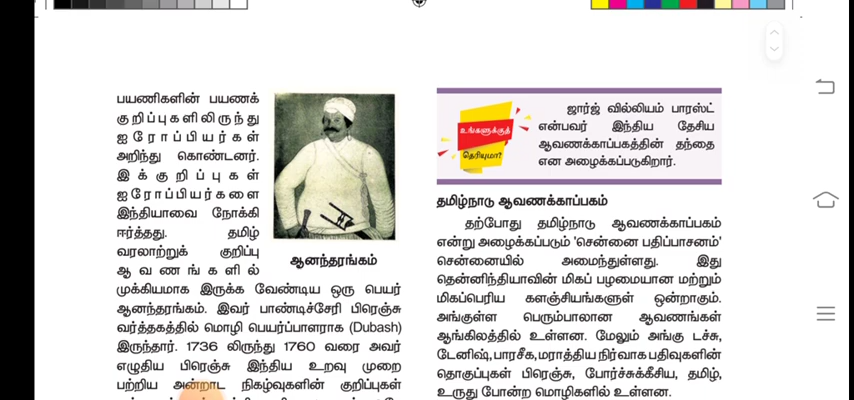 பயணிகளின் பயணக்
குறிப்புகளிலிருந்து
ஐரோப்பியர்கள்
அறிந்து கொண்டனர்.
இக்குறிப்புகள்
ஐரோப்பியர்களை
இந்தியாவை நோக்கி
ஈர்த்தது. தமிழ்
வரலாற்றுக் குறிப்பு
ஆவணங்களில்
ஆனந்தரங்கம்
முக்கியமாக இருக்க வேண்டிய ஒரு பெயர்
ஆனந்தரங்கம். இவர் பாண்டிச்சேரி பிரெஞ்சு
வர்த்தகத்தில் மொழி பெயர்ப்பாளராக (Dubash)
இருந்தார். 1736 லிருந்து 1760 வரை அவர்
எழுதிய பிரெஞ்சு இந்திய உறவு முறை
பற்றிய அன்றாட நிகழ்வுகளின் குறிப்புகள்
உங்களுக்குத்
தெரியுமா?
ஜார்ஜ் வில்லியம் பாரஸ்ட்
என்பவர் இந்திய தேசிய
ஆவணக்காப்பகத்தின் தந்தை
என அழைக்கப்படுகிறார்.
தமிழ்நாடு ஆவணக்காப்பகம்
தற்போது தமிழ்நாடு ஆவணக்காப்பகம்
என்று அழைக்கப்படும் 'சென்னை பதிப்பாசனம்'
சென்னையில் அமைந்துள்ளது. இது
தென்னிந்தியாவின் மிகப் பழமையான மற்றும்
மிகப்பெரிய களஞ்சியங்களுள் ஒன்றாகும்.
அங்குள்ள பெரும்பாலான ஆவணங்கள்
ஆங்கிலத்தில் உள்ளன. மேலும் அங்கு டச்சு,
டேனிஷ்,பாரசீக,மராத்திய நிர்வாக பதிவுகளின்
தொகுப்புகள் பிரெஞ்சு, போர்ச்சுக்கீசிய, தமிழ்,
உருது போன்ற மொழிகளில் உள்ளன.